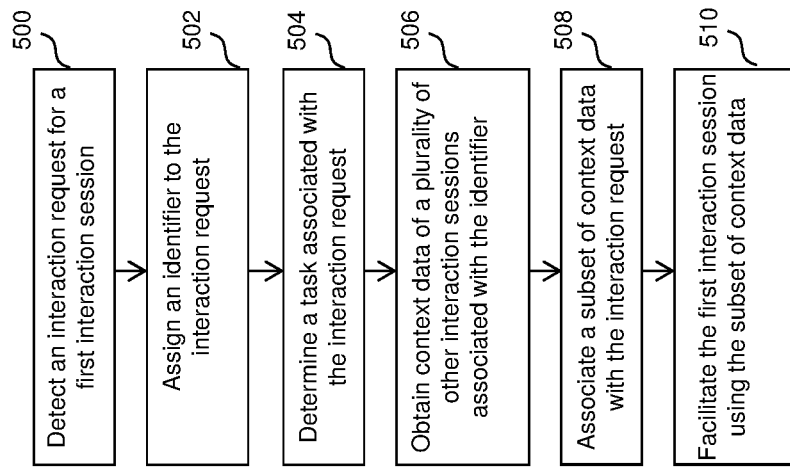 500
Detect an interaction request for a
first interaction session
502
Assign an identifier to the
interaction request
504
Determine a task associated with
the interaction request
506
Obtain context data of a plurality of
other interaction sessions
associated with the identifier
508
Associate a subset of context data
with the interaction request
510
Facilitate the first interaction session
using the subset of context data